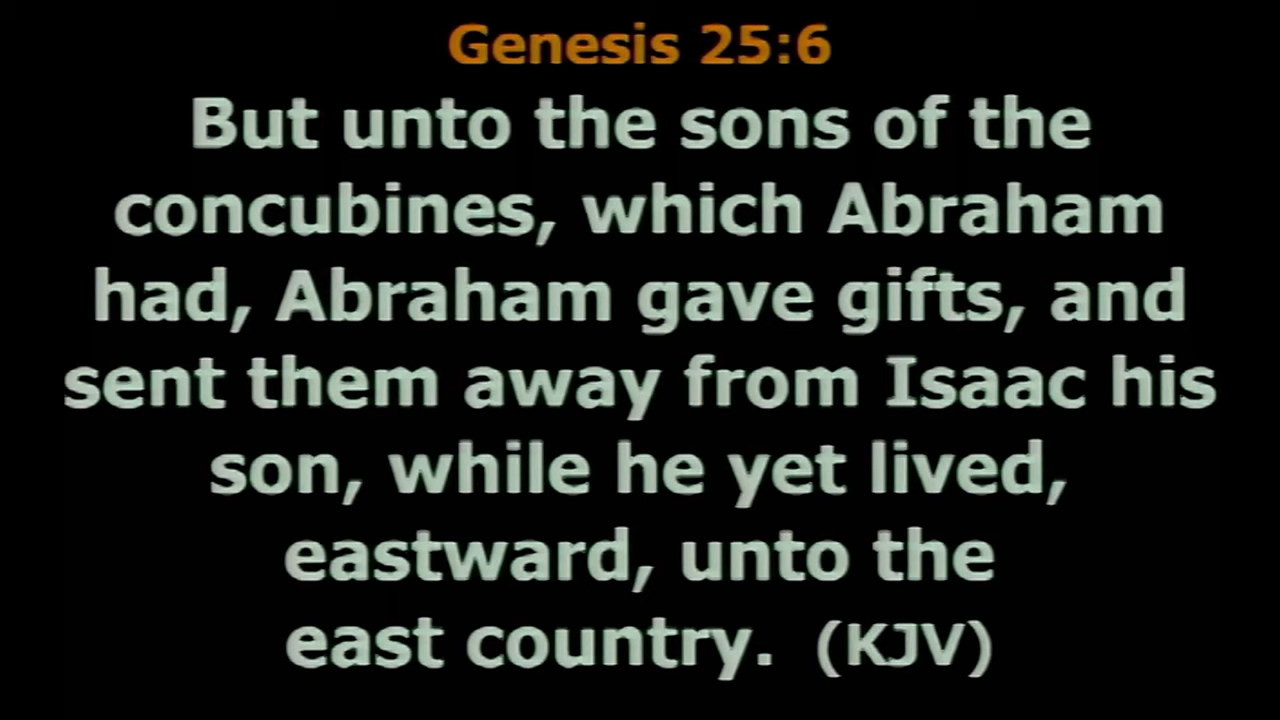 Genesis 25:6
But unto the sons of the
concubines, which Abraham
had, Abraham gave gifts, and
sent them away from Isaac his
son, while he yet lived,
eastward, unto the
east country.  (KJV)